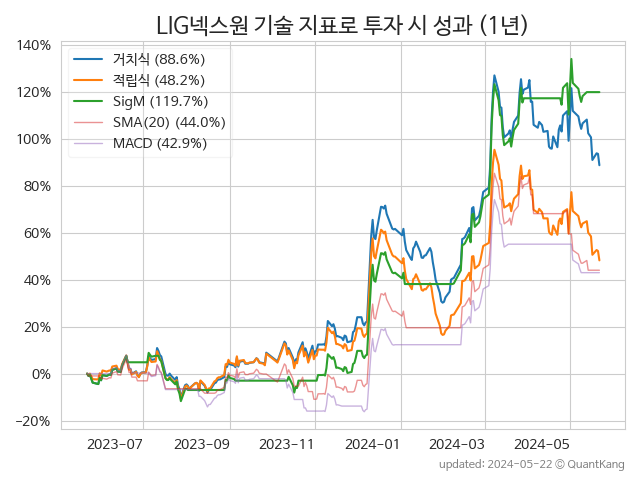 LIG넥스원 기술 지표로 투자 시 성과 (1년)
140%
120%
100%
80%
60%
40%
20%
0%
−20%
거치식 (88.6%)
적립식 (48.2%)
SigM (119.7%)
SMA(20) (44.0%)
MACD (42.9%)
2023−07
2023−09
2023−11
2024−01
2024−03
2024−05
updated: 2024-05-22 © QuantKang